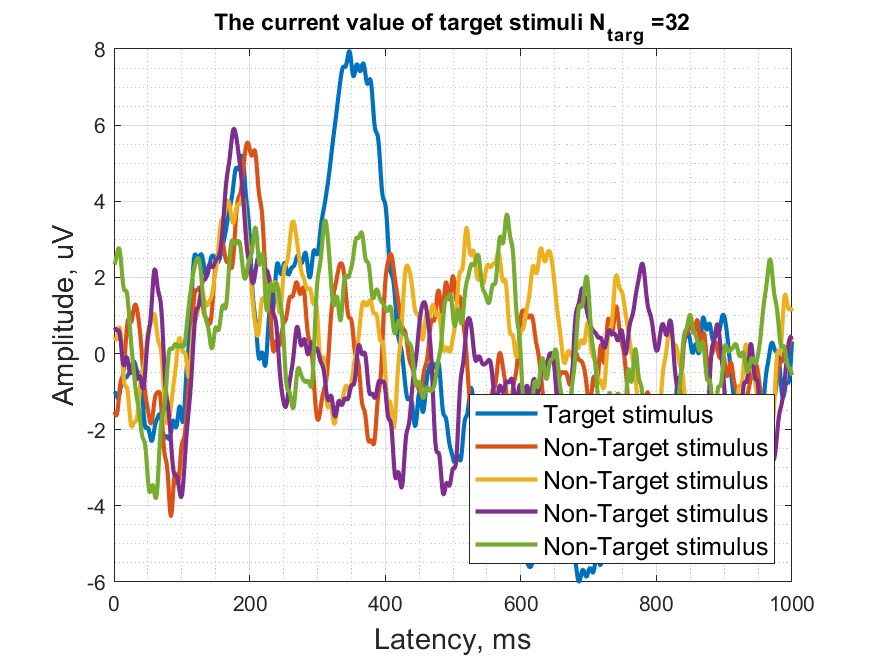 The current value of target stimuli N_targ =32
Amplitude, uV
8
6
4
2
0
-2
-4
-6
0 200 400 600 800 1000
Latency, ms
Target stimulus
Non-Target stimulus
Non-Target stimulus
Non-Target stimulus
Non-Target stimulus